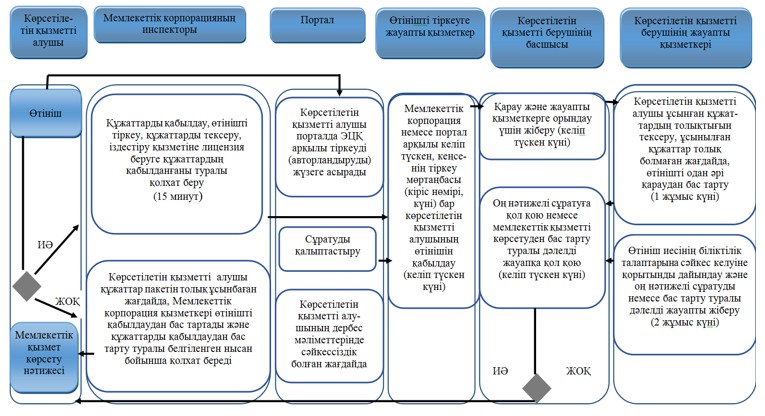 Көрсетіле-
тін қызметті
алушы
Мемлекеттік корпорацияның
инспекторы
Портал
Өтінішті тіркеуге
жауапты қызметкер
Көрсетілетін
қызметті берушінің
басшысы
Көрсетілетін қызметті
берушінің жауапты
қызметкері
Өтініш
ИӘ
ЖОҚ
Мемлекеттік
қызмет
көрсету
нәтижесі
Құжаттарды қабылдау, өтінішті
тіркеу, құжаттарды тексеру,
іздестіру қызметіне лицензия
беруге құжаттардың
қабылданғаны туралы
қолхат беру
(15 минут)
Көрсетілетін қызметті алушы
құжаттар пакетін толық ұсынбаған
жағдайда, Мемлекеттік
корпорация қызметкері өтінішті
қабылдаудан бас тартады және
құжаттарды қабылдаудан бас
тарту туралы белгіленген нысан
бойынша қолхат береді
Көрсетілетін
қызметті алушы
порталда ЭЦҚ
арқылы тіркеуді
(авторландыруды)
жүзеге асырады
Сұратуды
қалыптастыру
Көрсетілетін
қызметті алу-
шының дербес
мәліметтерінде
сәйкессіздік
болған жағдайда
Мемлекеттік
корпорация
немесе портал
арқылы келіп
түскен, кеңсе-
нің тіркеу
мөртаңбасы
(кіріс нөмірі,
күні) бар
көрсетілетін
қызметті
алушының
өтінішін
қабылдау
(келіп түскен
күні)
Қарау және жауапты
қызметкерге орындау
үшін жіберу (келіп
түскен күні)
Оң нәтижелі сұратуға
қол қою немесе
мемлекеттік қызметті
көрсетуден бас тарту
туралы дәлелді
жауапқа қол қою
(келіп түскен күні)
ИӘ
ЖОҚ
Көрсетілетін қызметті
алушы ұсынған құжат-
тардың толықтығын
тексеру, ұсынылған
құжаттар толық
болмаған жағдайда,
өтінішті одан әрі
қараудан бас тарту
(1 жұмыс күні)
Өтініш иесінің біліктілік
талаптарына сәйкес келуіне
қорытынды дайындау және
оң нәтижелі сұратуды
немесе бас тарту туралы
дәлелді жауапты жіберу
(2 жұмыс күні)